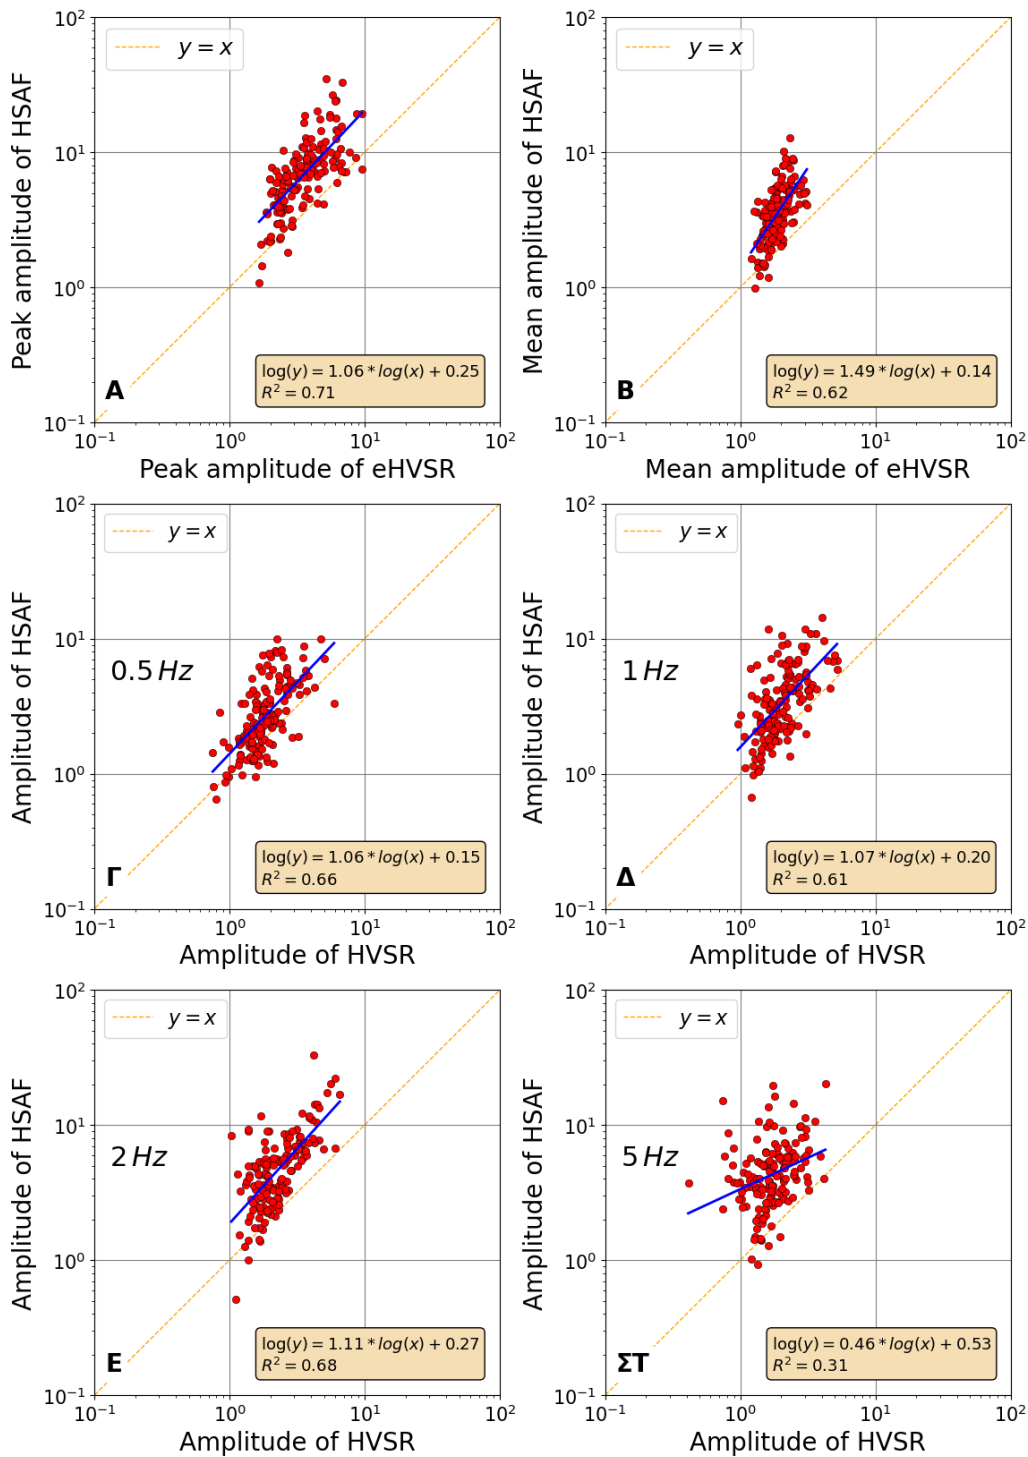 y = x
Peak amplitude of HSAF
10² 10¹ 10⁰ 10⁻¹
A
log(y) = 1.06 * log(x) + 0.25
R² = 0.71
10⁻¹ 10⁰ 10¹ 10²
Peak amplitude of eHVSR
y = x
Mean amplitude of HSAF
10² 10¹ 10⁰ 10⁻¹
B
log(y) = 1.49 * log(x) + 0.14
R² = 0.62
10⁻¹ 10⁰ 10¹ 10²
Mean amplitude of eHVSR
y = x
Amplitude of HSAF
10² 10¹ 10⁰ 10⁻¹
0.5 Hz
Γ
log(y) = 1.06 * log(x) + 0.15
R² = 0.66
10⁻¹ 10⁰ 10¹ 10²
Amplitude of HVSR
y = x
Amplitude of HSAF
10² 10¹ 10⁰ 10⁻¹
1 Hz
Δ
log(y) = 1.07 * log(x) + 0.20
R² = 0.61
10⁻¹ 10⁰ 10¹ 10²
Amplitude of HVSR
y = x
Amplitude of HSAF
10² 10¹ 10⁰ 10⁻¹
2 Hz
E
log(y) = 1.11 * log(x) + 0.27
R² = 0.68
10⁻¹ 10⁰ 10¹ 10²
Amplitude of HVSR
y = x
Amplitude of HSAF
10² 10¹ 10⁰ 10⁻¹
5 Hz
ΣΤ
log(y) = 0.46 * log(x) + 0.53
R² = 0.31
10⁻¹ 10⁰ 10¹ 10²
Amplitude of HVSR